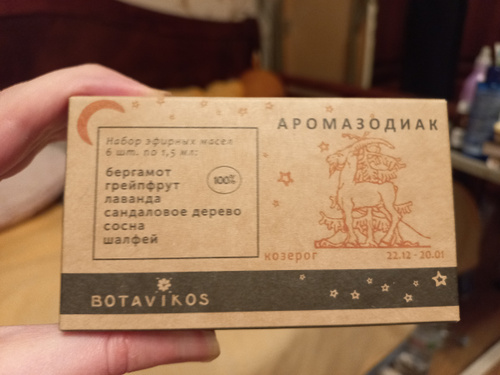 АРОМАЗОДИАК
Набор эфирных масел
6 шт. по 1,5 мл:
бергамот
грейпфрут
лаванда
сандаловое дерево
сосна
шалфей
100%
козерог
22.12 - 20.01
BOTAVIKOS